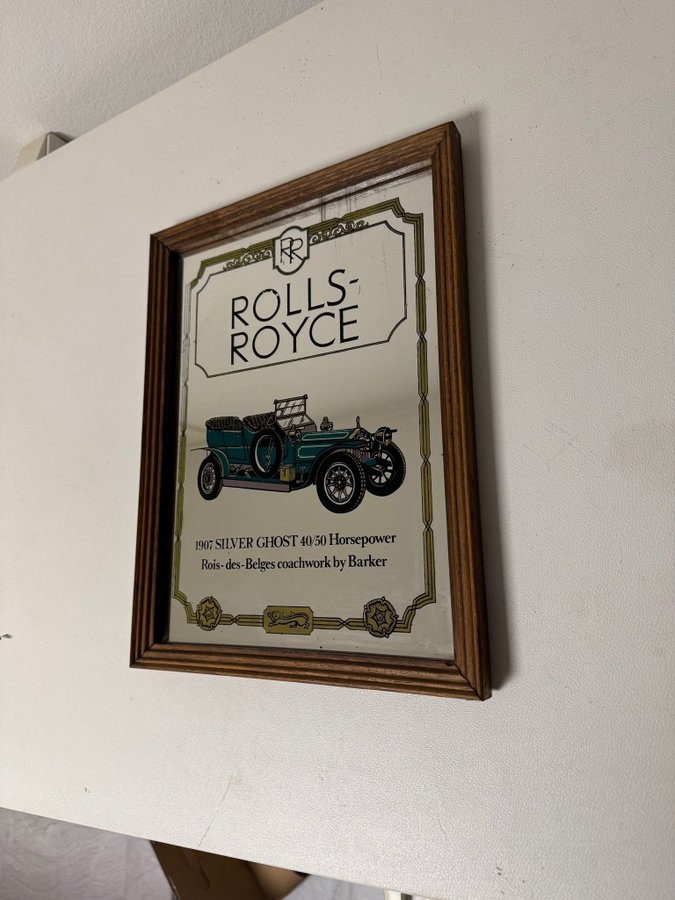 RR
ROLLS-
ROYCE
1907 SILVER GHOST 40/50 Horsepower
Rois-des-Belges coachwork by Barker